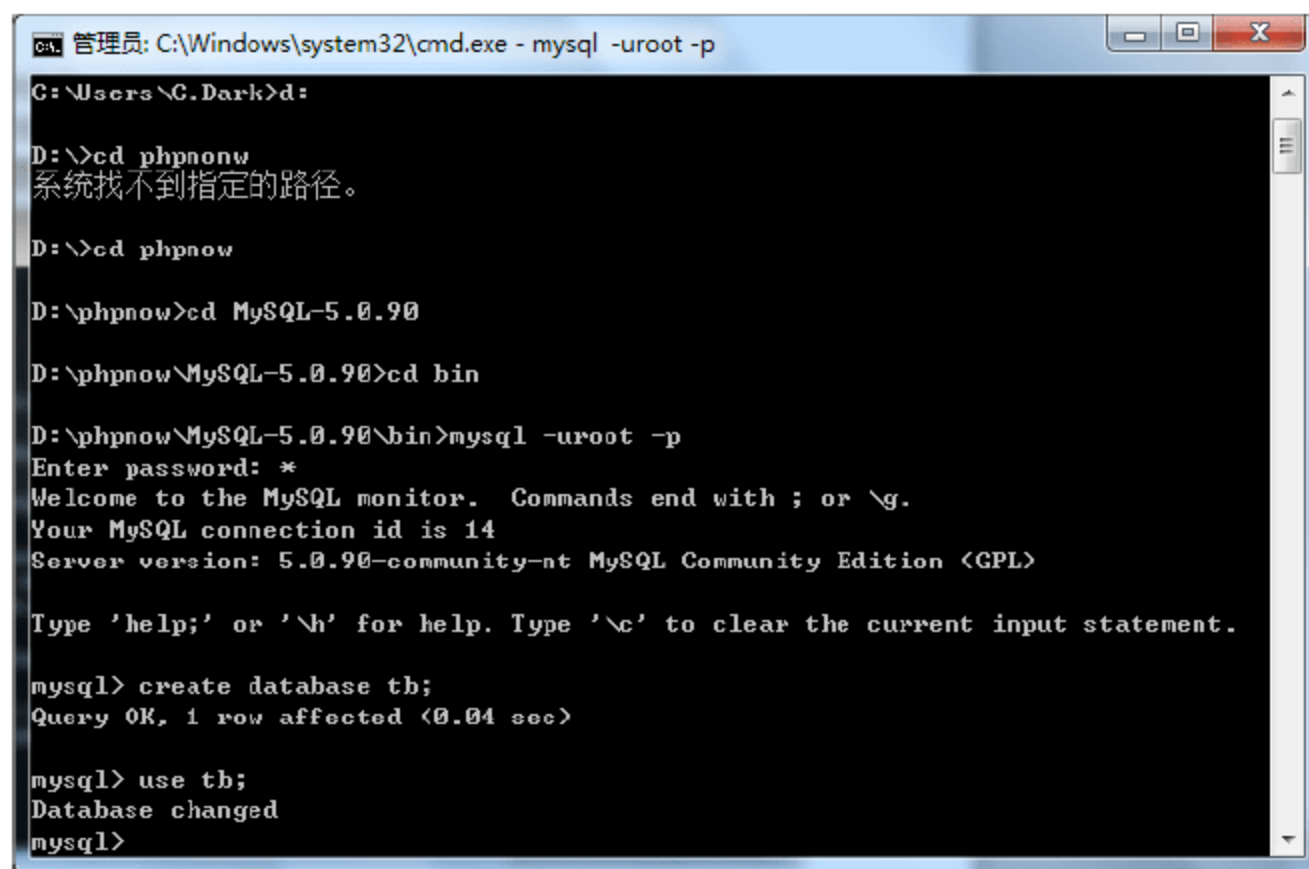 管理员: C:\Windows\system32\cmd.exe - mysql  -uroot -p
C:\Users\C.Dark>d:
D:\>cd phpnonw
系统找不到指定的路径。
D:\>cd phpnow
D:\phpnow>cd MySQL-5.0.90
D:\phpnow\MySQL-5.0.90>cd bin
D:\phpnow\MySQL-5.0.90\bin>mysql -uroot -p
Enter password: *
Welcome to the MySQL monitor.  Commands end with ; or \g.
Your MySQL connection id is 14
Server version: 5.0.90-community-nt MySQL Community Edition (GPL)
Type 'help;' or '\h' for help. Type '\c' to clear the current input statement.
mysql> create database tb;
Query OK, 1 row affected (0.04 sec)
mysql> use tb;
Database changed
mysql>